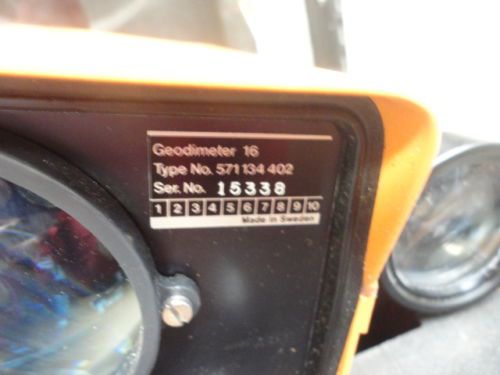 Geodimeter 16
Type No. 571 134 402
Ser. No. 15338
1 2 3 4 5 6 7 8 9 10
Made in Sweden